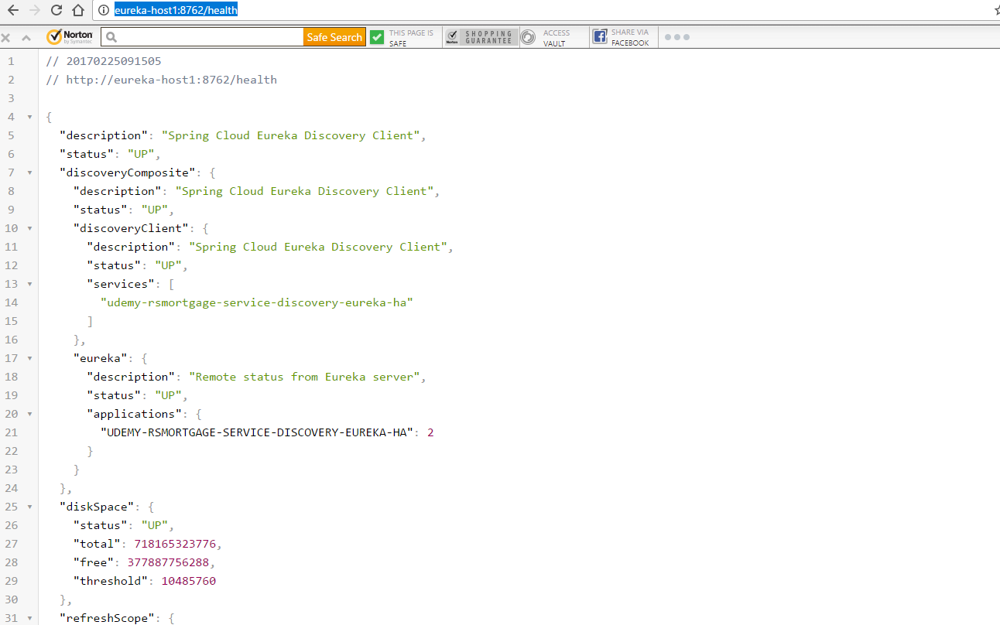 eureka-host1:8762/health
Norton
by Symantec
Safe Search
THIS PAGE IS
SAFE
Norton
SHOPPING
GUARANTEE
ACCESS
VAULT
SHARE VIA
FACEBOOK
1 // 20170225091505
2 // http://eureka-host1:8762/health
3
4 {
5 "description": "Spring Cloud Eureka Discovery Client",
6 "status": "UP",
7 "discoveryComposite": {
8 "description": "Spring Cloud Eureka Discovery Client",
9 "status": "UP",
10 "discoveryClient": {
11 "description": "Spring Cloud Eureka Discovery Client",
12 "status": "UP",
13 "services": [
14 "udemy-rsmortgage-service-discovery-eureka-ha"
15 ]
16 },
17 "eureka": {
18 "description": "Remote status from Eureka server",
19 "status": "UP",
20 "applications": {
21 "UDEMY-RSMORTGAGE-SERVICE-DISCOVERY-EUREKA-HA": 2
22 }
23 }
24 },
25 "diskSpace": {
26 "status": "UP",
27 "total": 718165323776,
28 "free": 377887756288,
29 "threshold": 10485760
30 },
31 "refreshScope": {